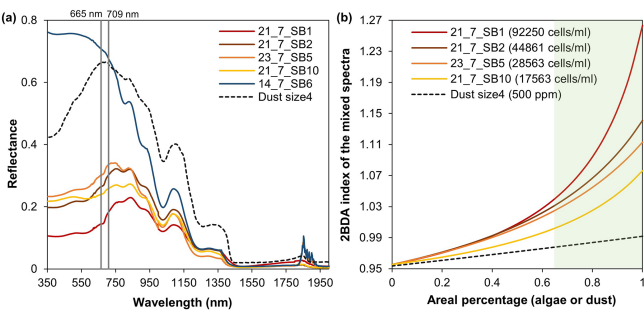 665 nm 709 nm
(a)
21_7_SB1
21_7_SB2
23_7_SB5
21_7_SB10
14_7_SB6
Dust size4
0.8
0.6
0.4
0.2
0
Reflectance
350 550 750 950 1150 1350 1550 1750 1950
Wavelength (nm)
(b)
21_7_SB1 (92250 cells/ml)
21_7_SB2 (44861 cells/ml)
23_7_SB5 (28563 cells/ml)
21_7_SB10 (17563 cells/ml)
Dust size4 (500 ppm)
1.27
1.23
1.19
1.15
1.11
1.07
1.03
0.99
0.95
2BDA index of the mixed spectra
0 0.2 0.4 0.6 0.8 1
Areal percentage (algae or dust)